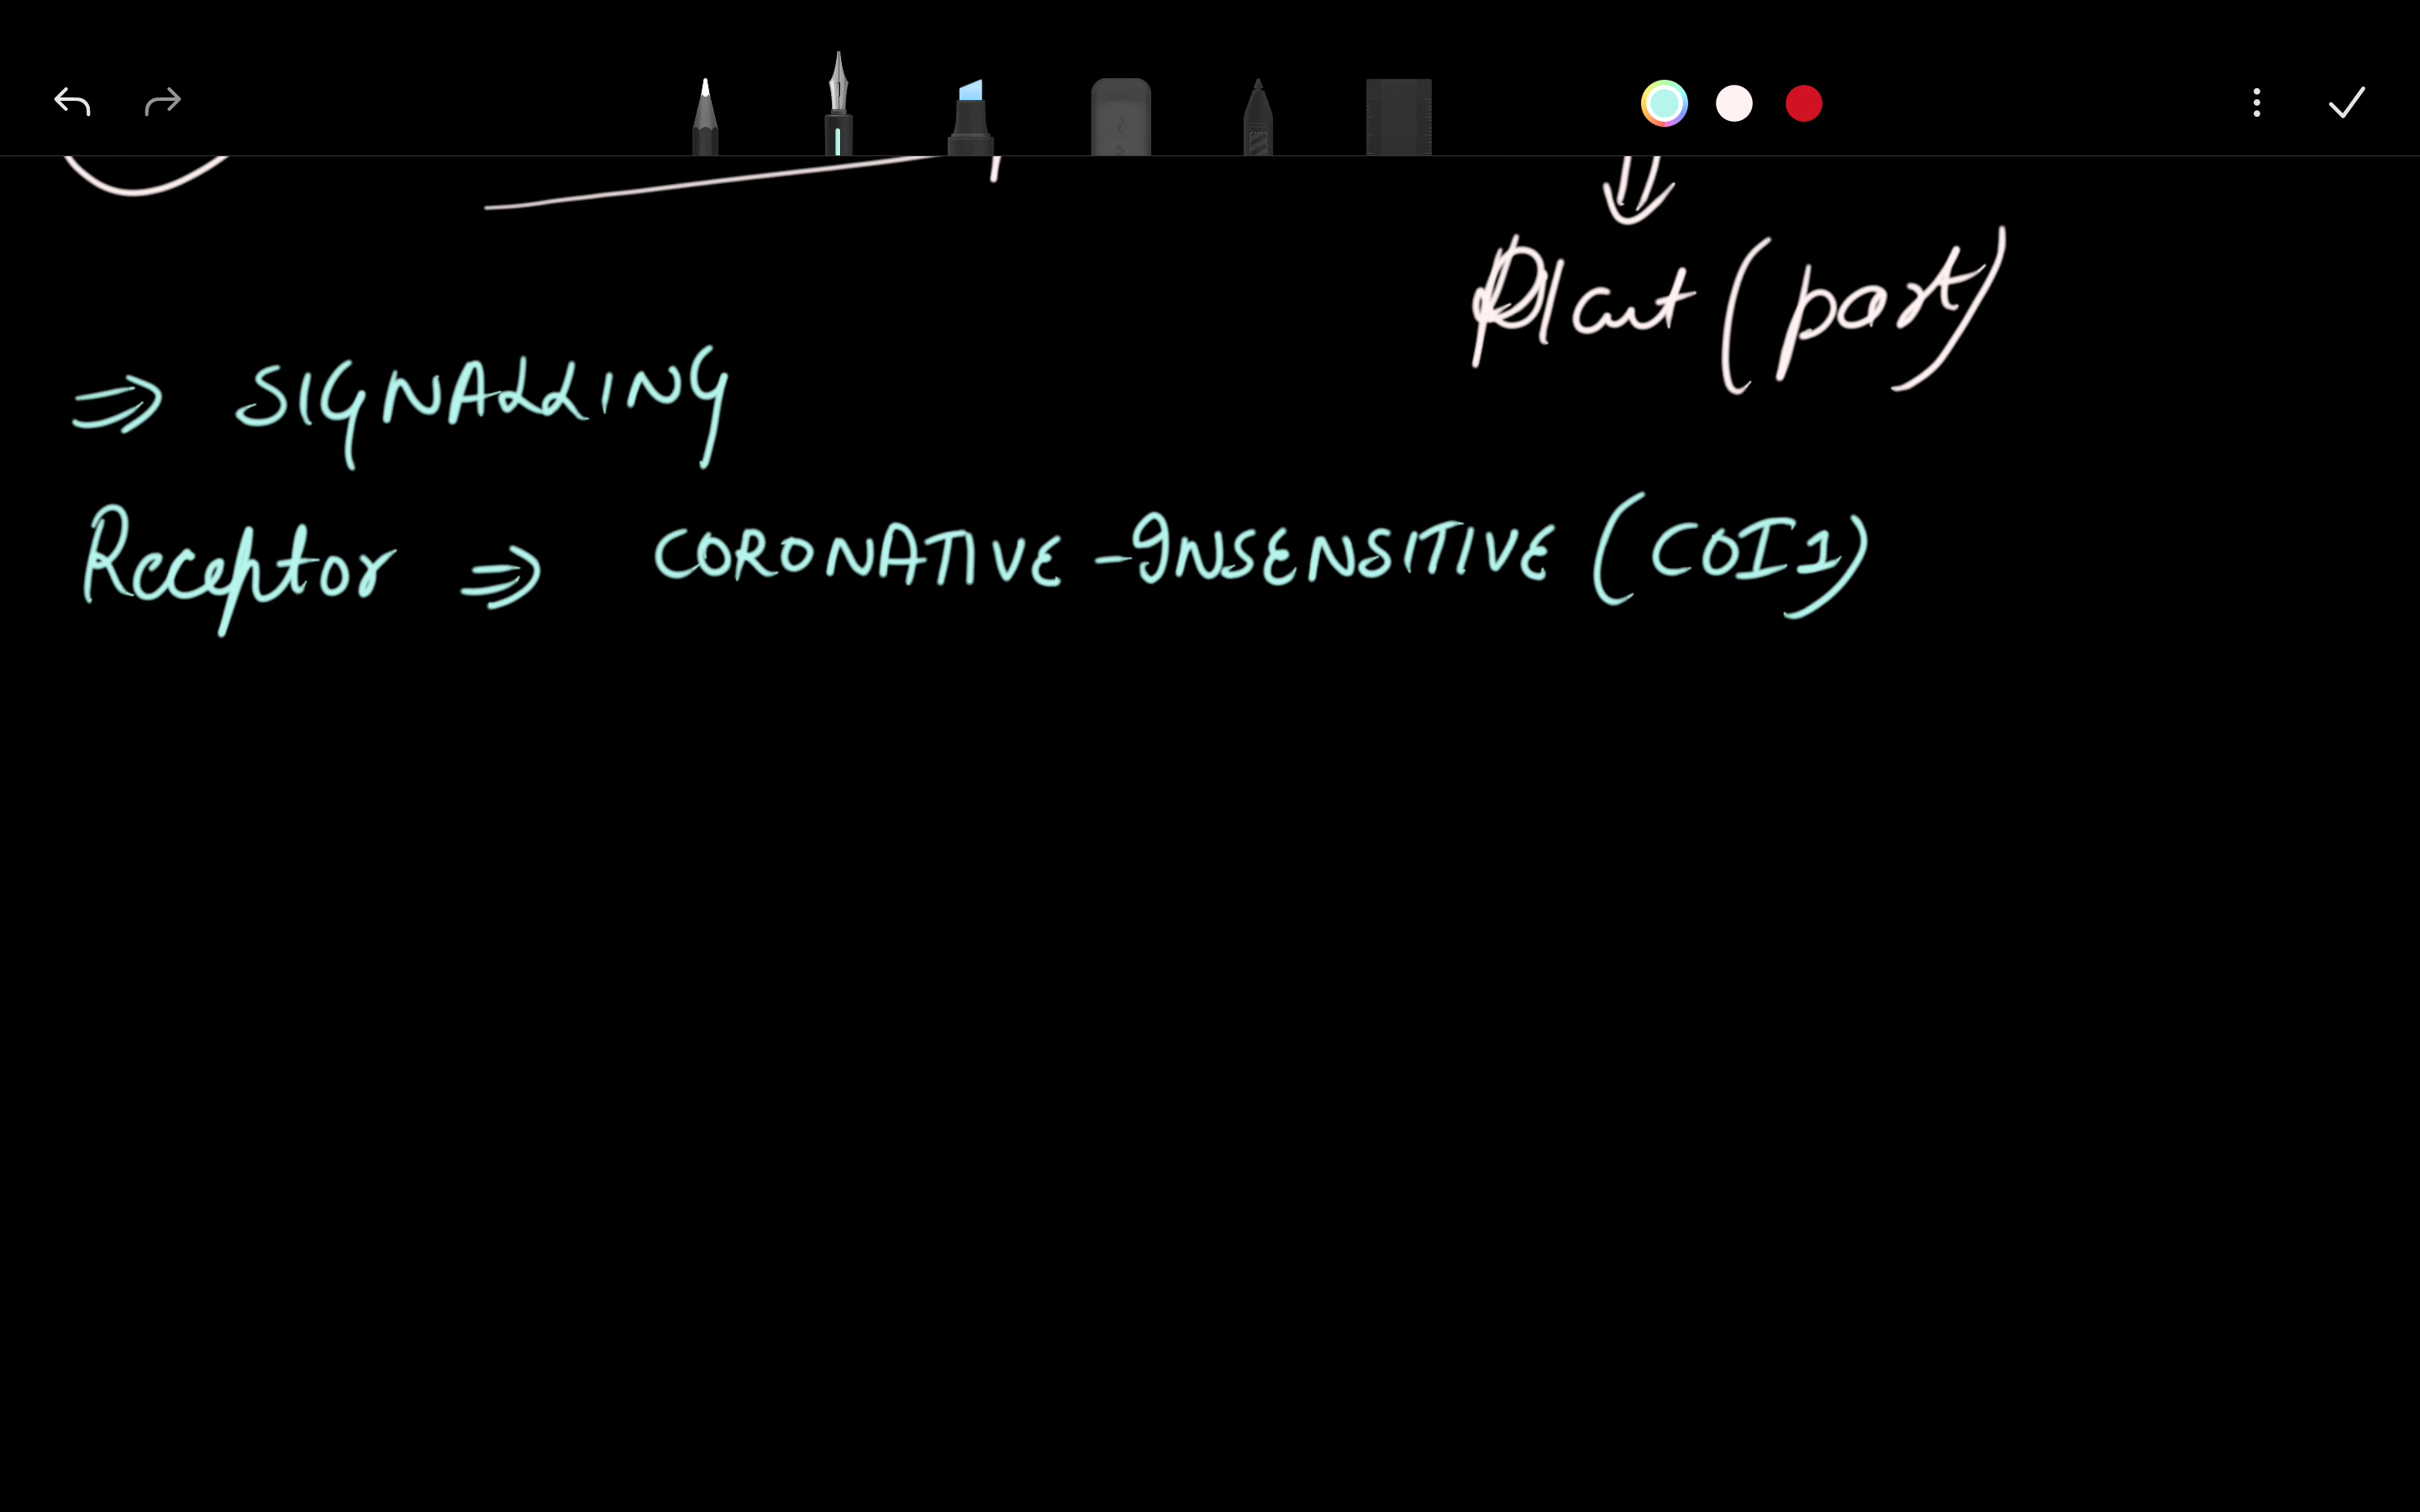 Plant (part)
⇒ SIGNALLING
Receptor ⇒ CORONATIVE -INSENSITIVE (COI1)